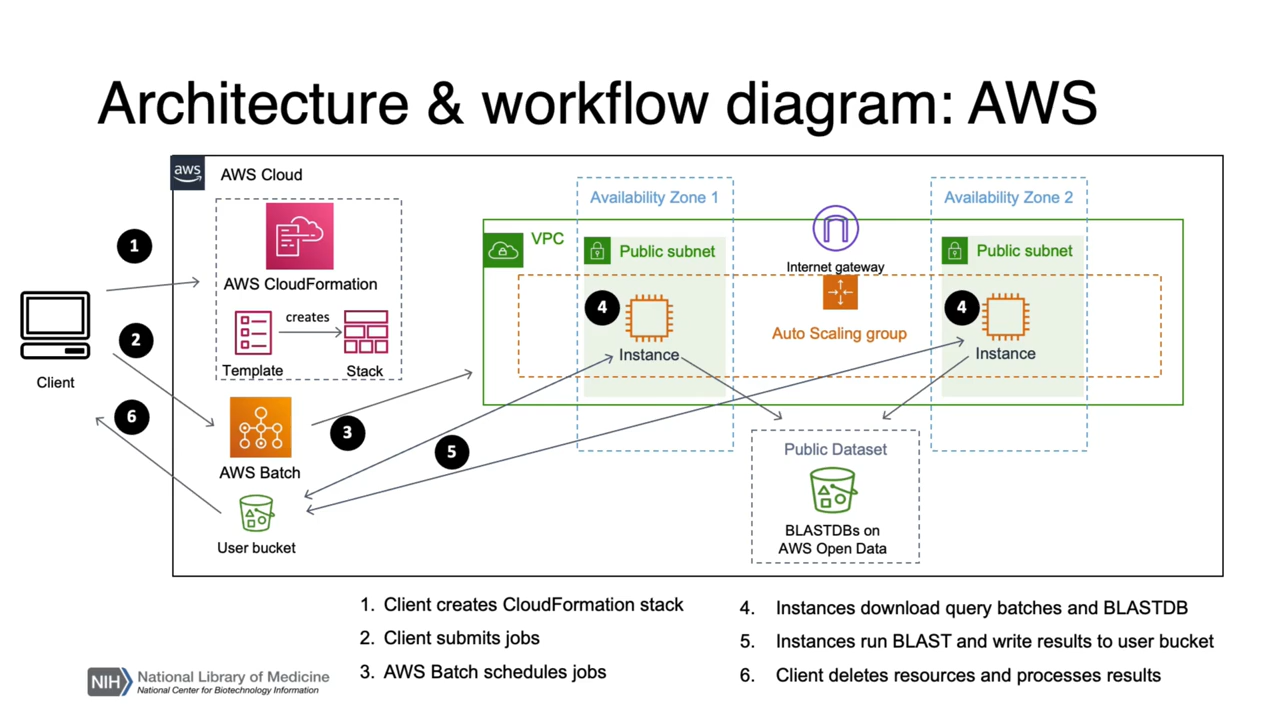 Architecture & workflow diagram: AWS
aws
AWS Cloud
Availability Zone 1
Availability Zone 2
1
AWS CloudFormation
creates
Template
Stack
VPC
Public subnet
Internet gateway
Public subnet
4
Instance
Auto Scaling group
4
Instance
Client
2
6
3
5
AWS Batch
User bucket
Public Dataset
BLASTDBs on
AWS Open Data
1. Client creates CloudFormation stack
2. Client submits jobs
3. AWS Batch schedules jobs
4. Instances download query batches and BLASTDB
5. Instances run BLAST and write results to user bucket
6. Client deletes resources and processes results
NIH
National Library of Medicine
National Center for Biotechnology Information